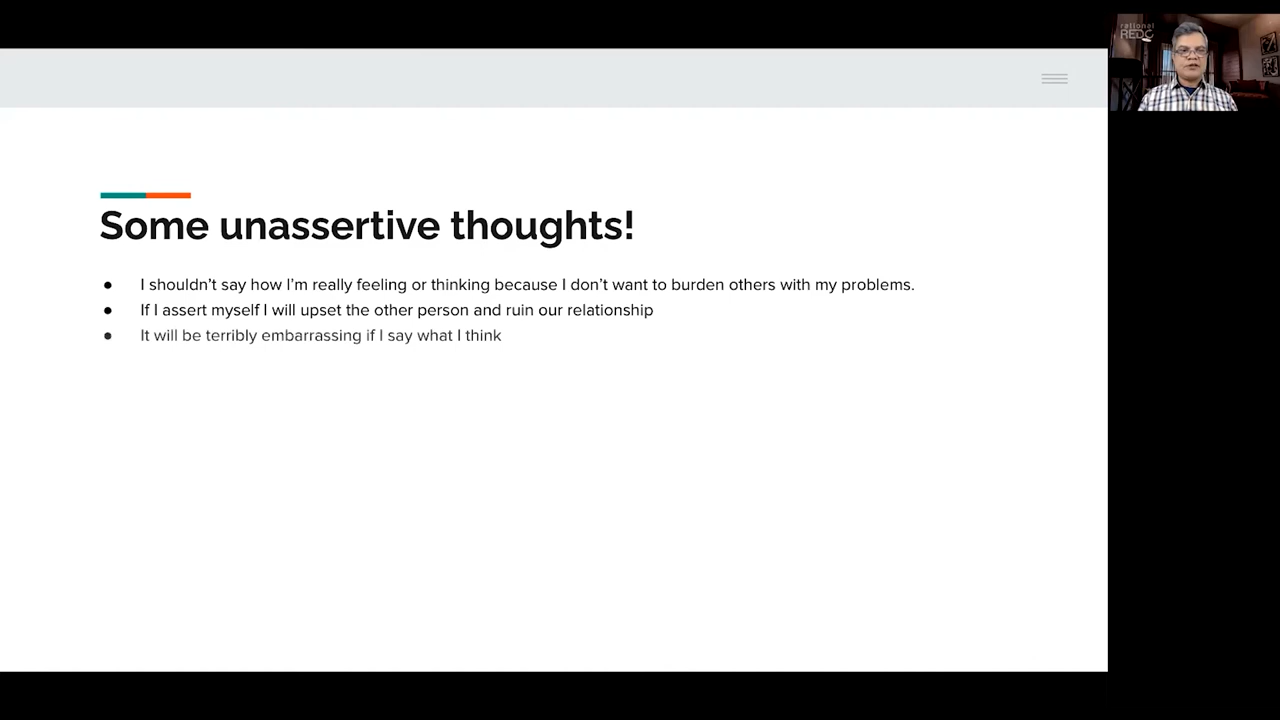 rational
REDC
Some unassertive thoughts!
● I shouldn't say how I'm really feeling or thinking because I don't want to burden others with my problems.
● If I assert myself I will upset the other person and ruin our relationship
● It will be terribly embarrassing if I say what I think